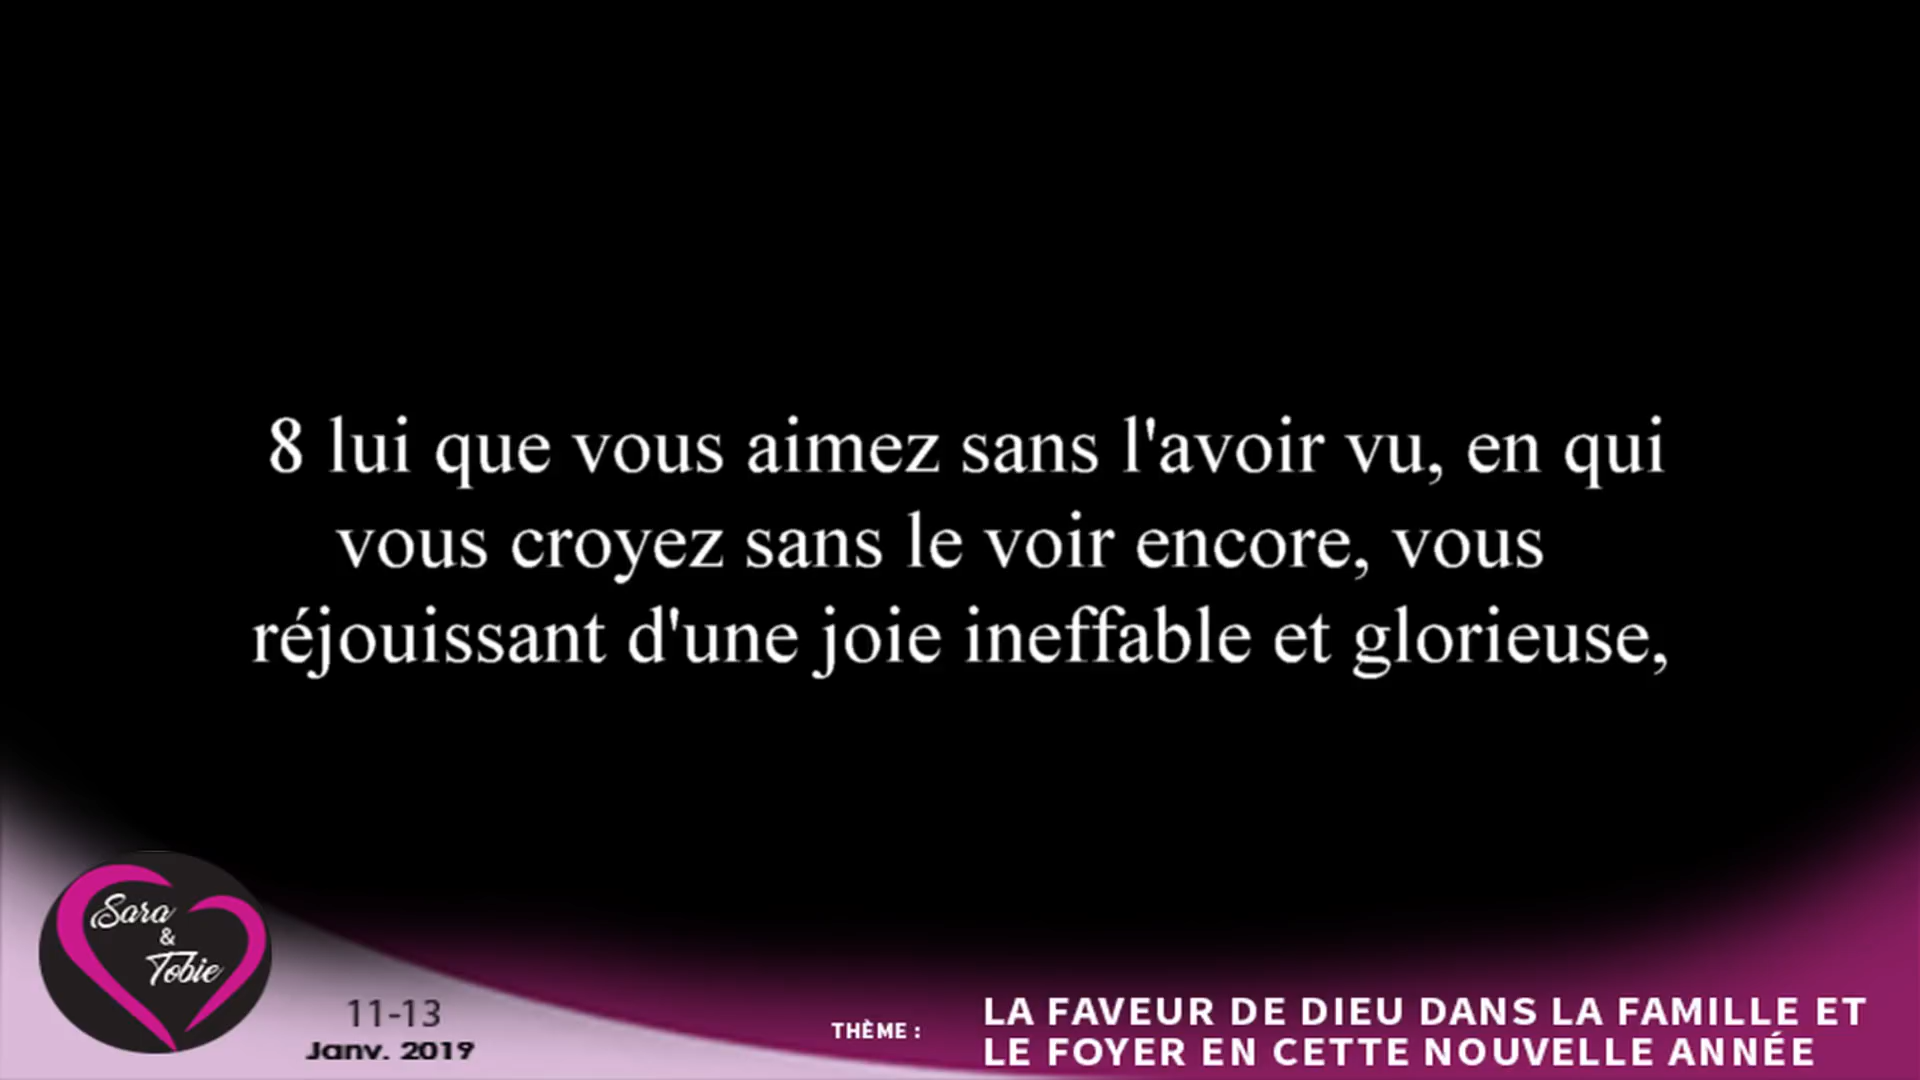 8 lui que vous aimez sans l'avoir vu, en qui
vous croyez sans le voir encore, vous
réjouissant d'une joie ineffable et glorieuse,
Sara
&
Tobie
11-13
Janv. 2019
THÈME :
LA FAVEUR DE DIEU DANS LA FAMILLE ET
LE FOYER EN CETTE NOUVELLE ANNÉE